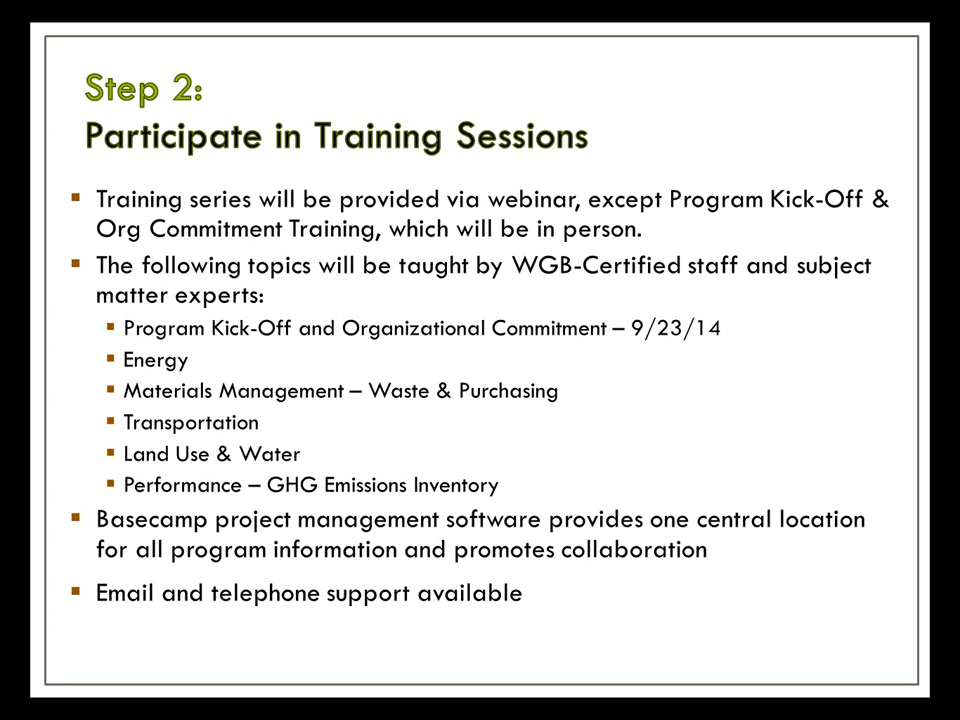 Step 2:
Participate in Training Sessions
▪ Training series will be provided via webinar, except Program Kick-Off &
Org Commitment Training, which will be in person.
▪ The following topics will be taught by WGB-Certified staff and subject
matter experts:
▪ Program Kick-Off and Organizational Commitment – 9/23/14
▪ Energy
▪ Materials Management – Waste & Purchasing
▪ Transportation
▪ Land Use & Water
▪ Performance – GHG Emissions Inventory
▪ Basecamp project management software provides one central location
for all program information and promotes collaboration
▪ Email and telephone support available